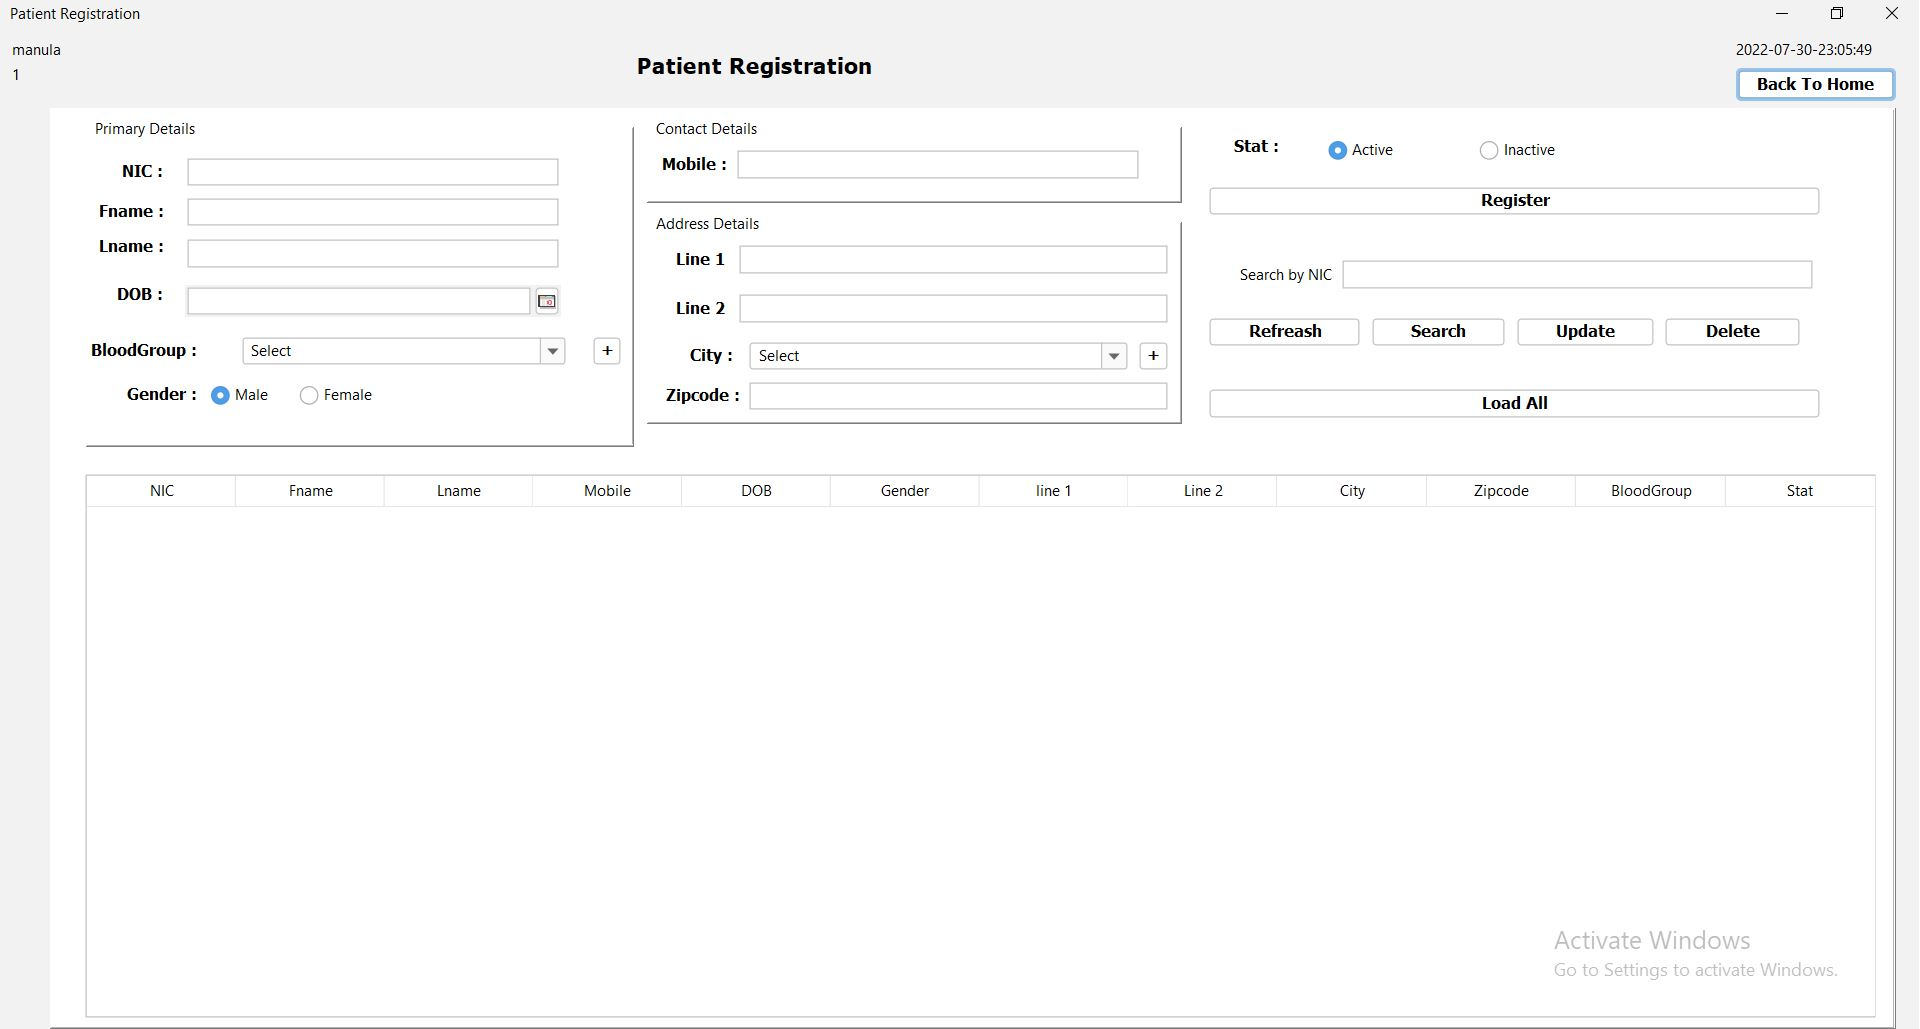 Patient Registration
manula
1
Patient Registration
2022-07-30-23:05:49
Back To Home
Primary Details
NIC :
Fname :
Lname :
DOB :
BloodGroup :
Select
+
Gender :
Male
Female
Contact Details
Mobile :
Address Details
Line 1
Line 2
City :
Select
+
Zipcode :
Stat :
Active
Inactive
Register
Search by NIC
Refreash
Search
Update
Delete
Load All
NIC Fname Lname Mobile DOB Gender line 1 Line 2 City Zipcode BloodGroup Stat
Activate Windows
Go to Settings to activate Windows.